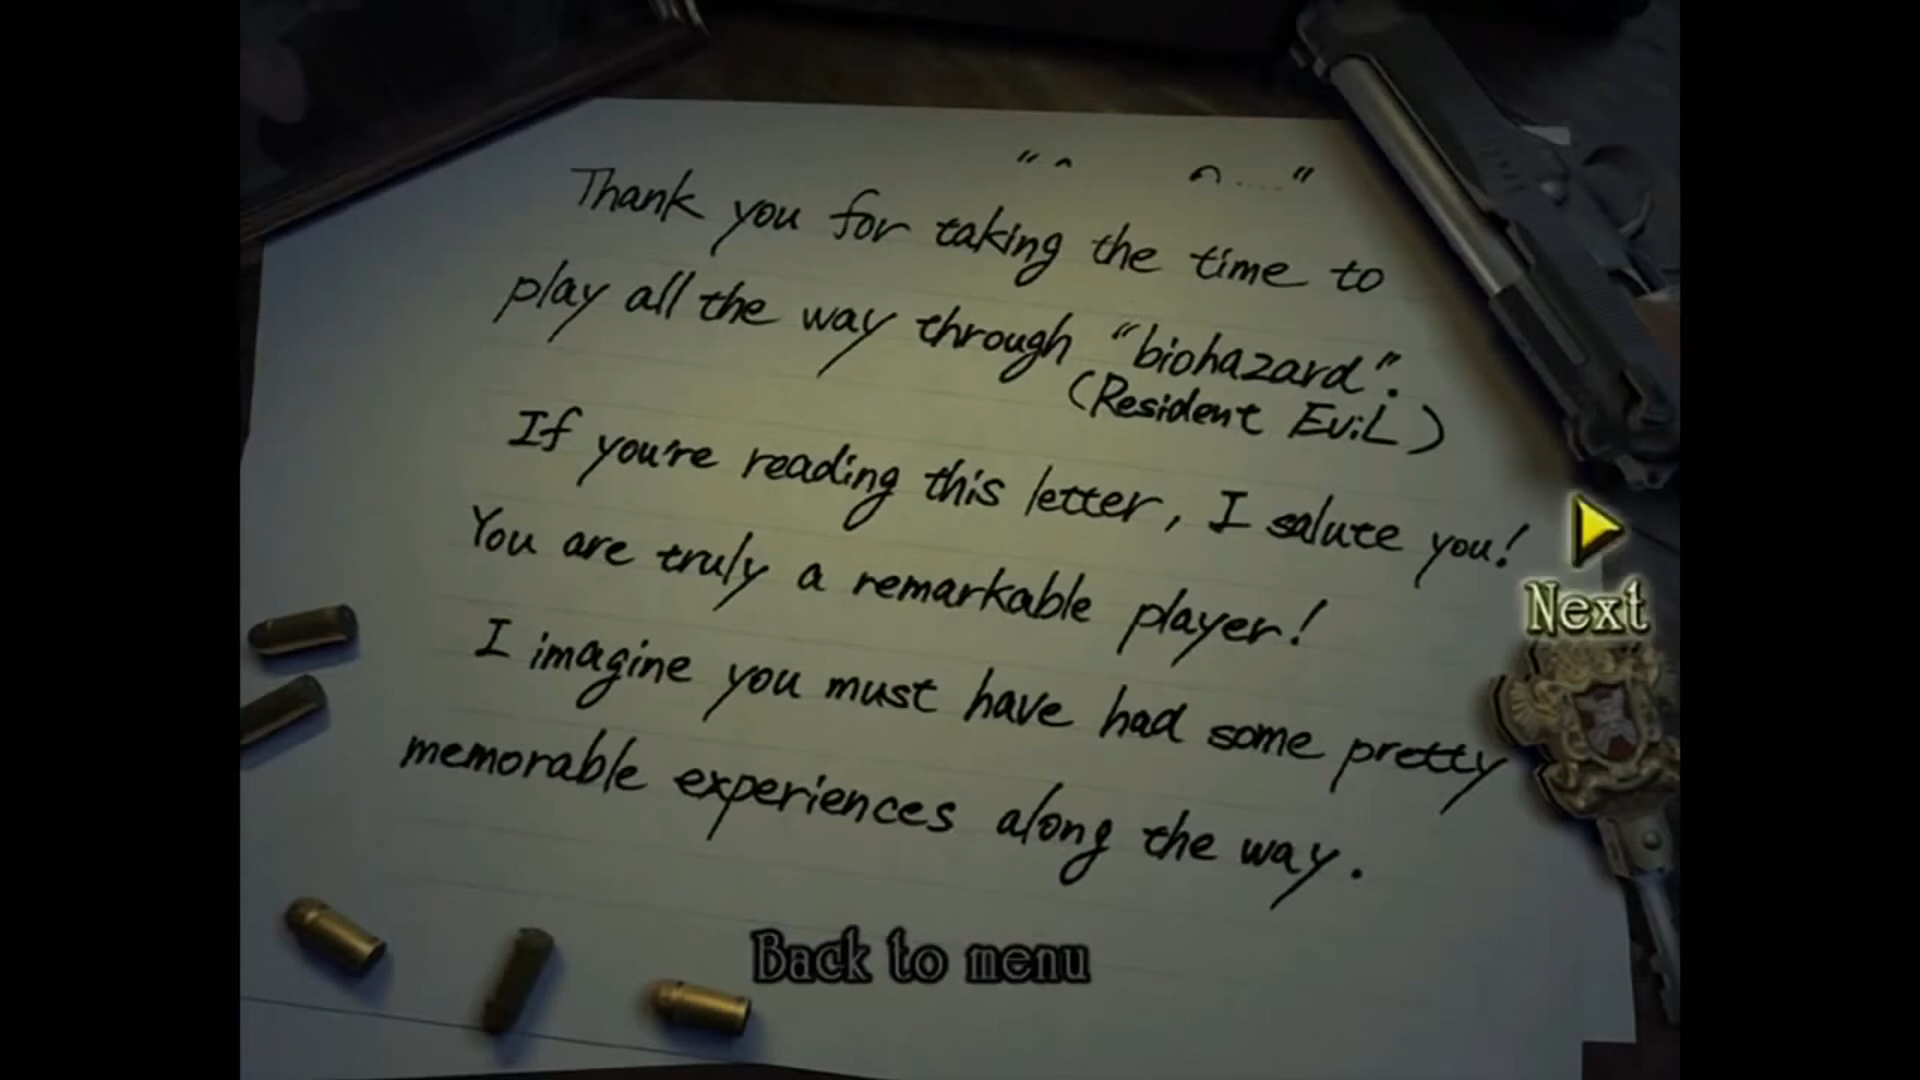 Thank you for taking the time to
play all the way through "biohazard".
(Resident Evil)
If you're reading this letter, I salute you!
You are truly a remarkable player!
I imagine you must have had some pretty
memorable experiences along the way.
Next
Back to menu